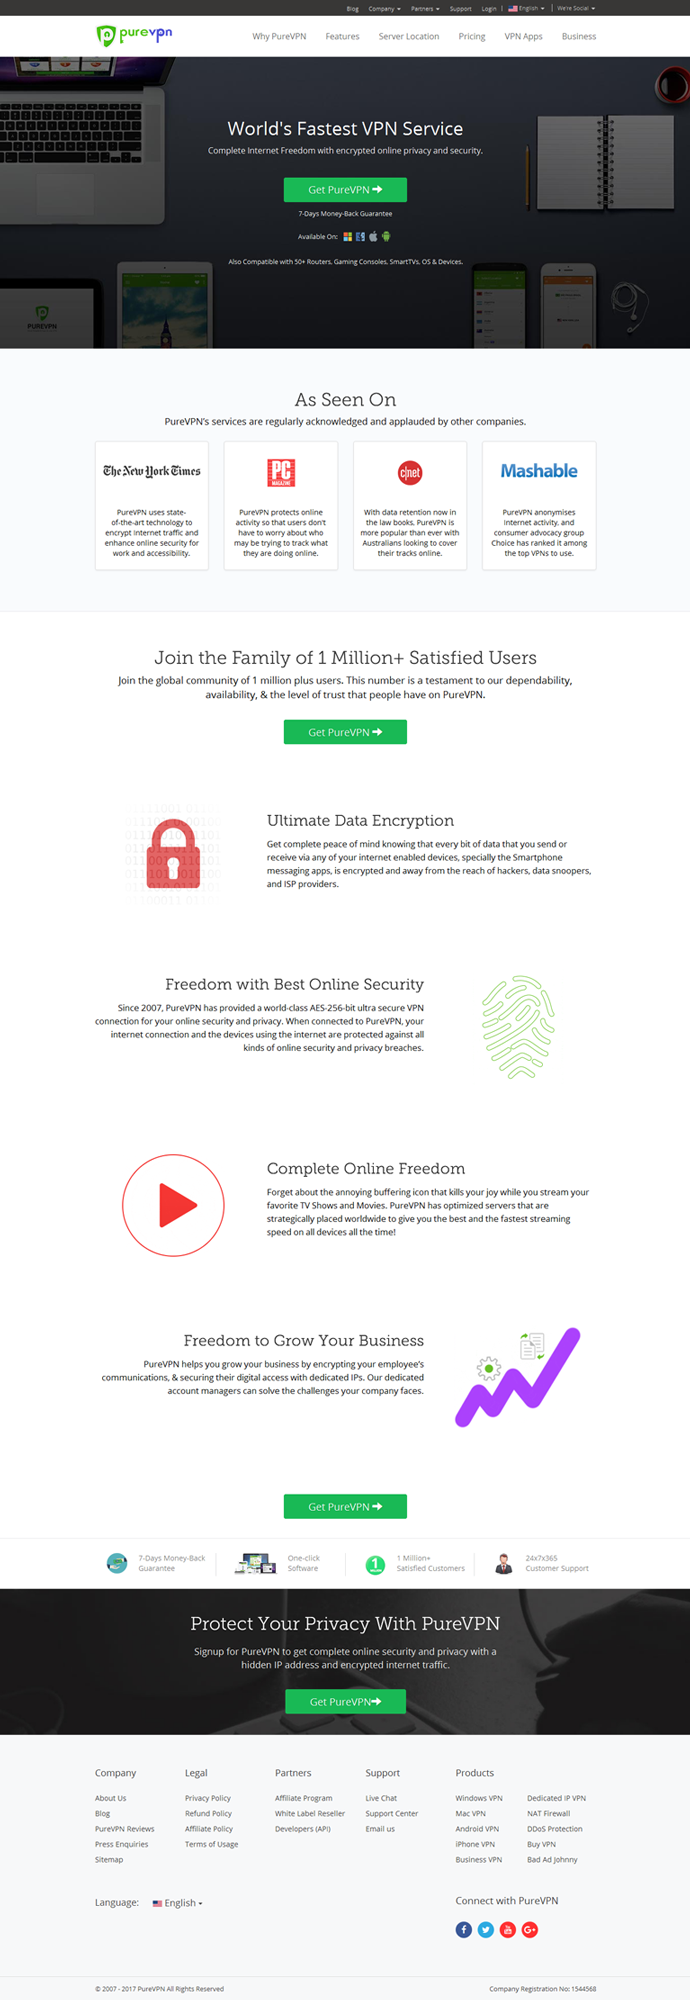 Blog Company Partners Support Login English We're Social
purevpn
Why PureVPN Features Server Location Pricing VPN Apps Business
World's Fastest VPN Service
Complete Internet Freedom with encrypted online privacy and security.
Get PureVPN
7-Days Money-Back Guarantee
Available On:
Also Compatible with 50+ Routers, Gaming Consoles, SmartTVs, OS & Devices.
PUREVPN
As Seen On
PureVPN's services are regularly acknowledged and applauded by other companies.
The New York Times
PureVPN uses state-
of-the-art technology to
encrypt Internet traffic and
enhance online security for
work and accessibility.
PC
MAGAZINE
PureVPN protects online
activity so that users don't
have to worry about who
may be trying to track what
they are doing online.
c|net
With data retention now in
the law books. PureVPN is
more popular than ever with
Australians looking to cover
their tracks online.
Mashable
PureVPN anonymises
Internet activity, and
consumer advocacy group
Choice has ranked it among
the top VPNs to use.
Join the Family of 1 Million+ Satisfied Users
Join the global community of 1 million plus users. This number is a testament to our dependability,
availability, & the level of trust that people have on PureVPN.
Get PureVPN
Ultimate Data Encryption
Get complete peace of mind knowing that every bit of data that you send or
receive via any of your internet enabled devices, specially the Smartphone
messaging apps, is encrypted and away from the reach of hackers, data snoopers,
and ISP providers.
Freedom with Best Online Security
Since 2007, PureVPN has provided a world-class AES-256-bit ultra secure VPN
connection for your online security and privacy. When connected to PureVPN, your
internet connection and the devices using the internet are protected against all
kinds of online security and privacy breaches.
Complete Online Freedom
Forget about the annoying buffering icon that kills your joy while you stream your
favorite TV Shows and Movies. PureVPN has optimized servers that are
strategically placed worldwide to give you the best and the fastest streaming
speed on all devices all the time!
Freedom to Grow Your Business
PureVPN helps you grow your business by encrypting your employee's
communications, & securing their digital access with dedicated IPs. Our dedicated
account managers can solve the challenges your company faces.
Get PureVPN
7-Days Money-Back
Guarantee
One-click
Software
1
1 Million+
Satisfied Customers
24x7x365
Customer Support
Protect Your Privacy With PureVPN
Signup for PureVPN to get complete online security and privacy with a
hidden IP address and encrypted internet traffic.
Get PureVPN
Company
About Us
Blog
PureVPN Reviews
Press Enquiries
Sitemap
Legal
Privacy Policy
Refund Policy
Affiliate Policy
Terms of Usage
Partners
Affiliate Program
White Label Reseller
Developers (API)
Support
Live Chat
Support Center
Email us
Products
Windows VPN
Mac VPN
Android VPN
iPhone VPN
Business VPN
Dedicated IP VPN
NAT Firewall
DDoS Protection
Buy VPN
Bad Ad Johnny
Language: English
Connect with PureVPN
© 2007 - 2017 PureVPN All Rights Reserved
Company Registration No: 1544568